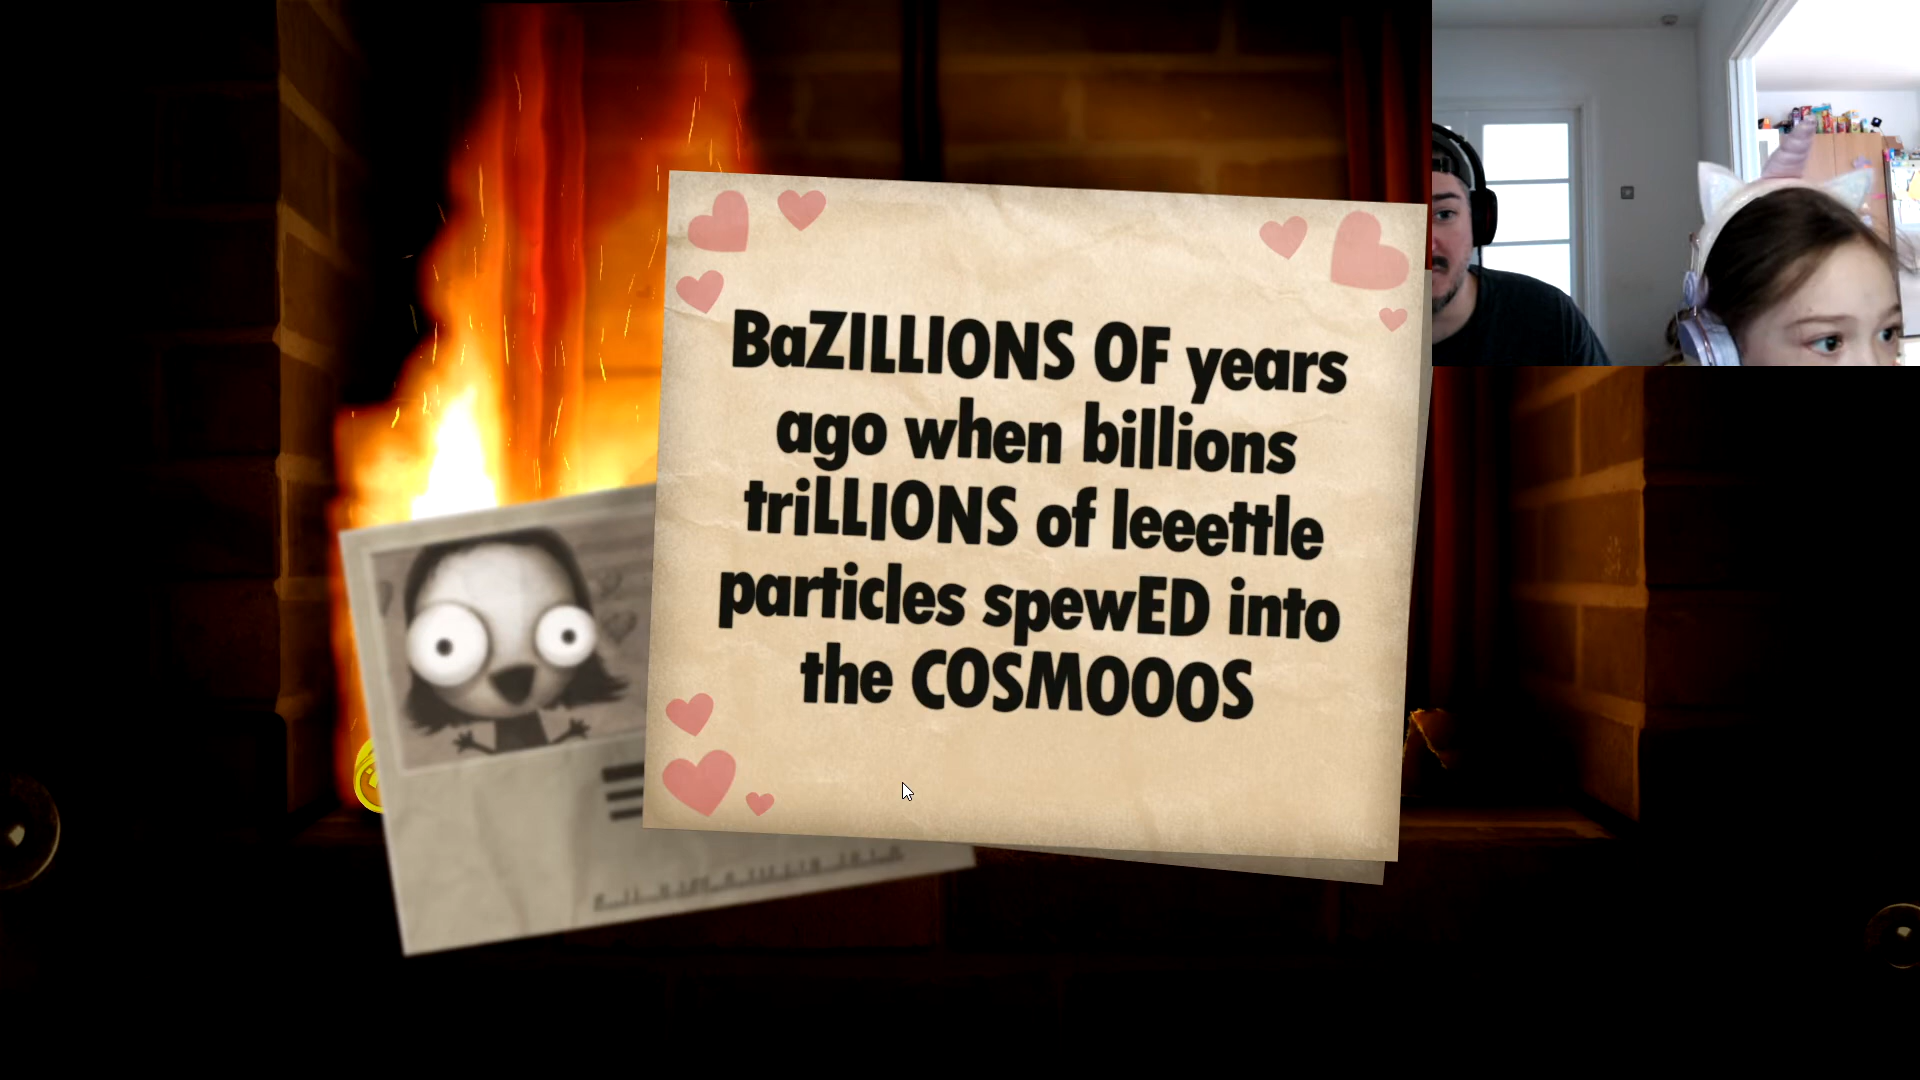 BaZILLIONS OF years
ago when billions
triLLIONS of leeettle
particles spewED into
the COSMOOOS